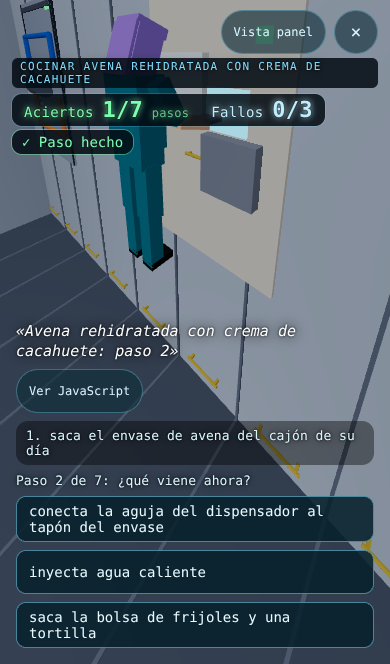 Vista panel
×
COCINAR AVENA REHIDRATADA CON CREMA DE
CACAHUETE
Aciertos 1/7 pasos Fallos 0/3
✓ Paso hecho
«Avena rehidratada con crema de
cacahuete: paso 2»
Ver JavaScript
1. saca el envase de avena del cajón de su
día
Paso 2 de 7: ¿qué viene ahora?
conecta la aguja del dispensador al
tapón del envase
inyecta agua caliente
saca la bolsa de frijoles y una
tortilla